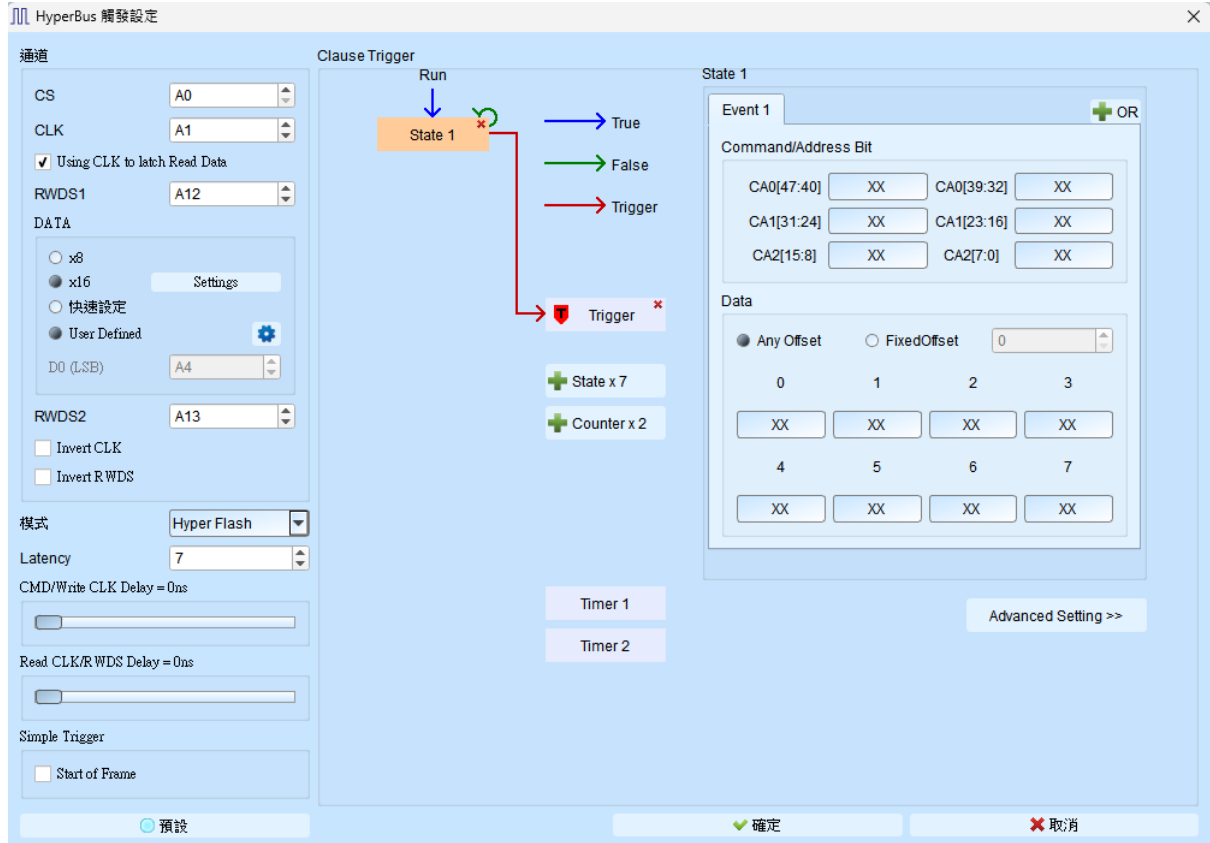 HyperBus 觸發設定
通道
CS A0
CLK A1
Using CLK to latch Read Data
RWDS1 A12
DATA
x8
x16 Settings
快速設定
User Defined
D0 (LSB) A4
RWDS2 A13
Invert CLK
Invert RWDS
模式 Hyper Flash
Latency 7
CMD/Write CLK Delay = 0ns
Read CLK/RWDS Delay = 0ns
Simple Trigger
Start of Frame
預設
Clause Trigger
Run
State 1
True
False
Trigger
T Trigger
State x 7
Counter x 2
Timer 1
Timer 2
State 1
Event 1 OR
Command/Address Bit
CA0[47:40] XX CA0[39:32] XX
CA1[31:24] XX CA1[23:16] XX
CA2[15:8] XX CA2[7:0] XX
Data
Any Offset FixedOffset 0
0 1 2 3
XX XX XX XX
4 5 6 7
XX XX XX XX
Advanced Setting >>
確定 取消